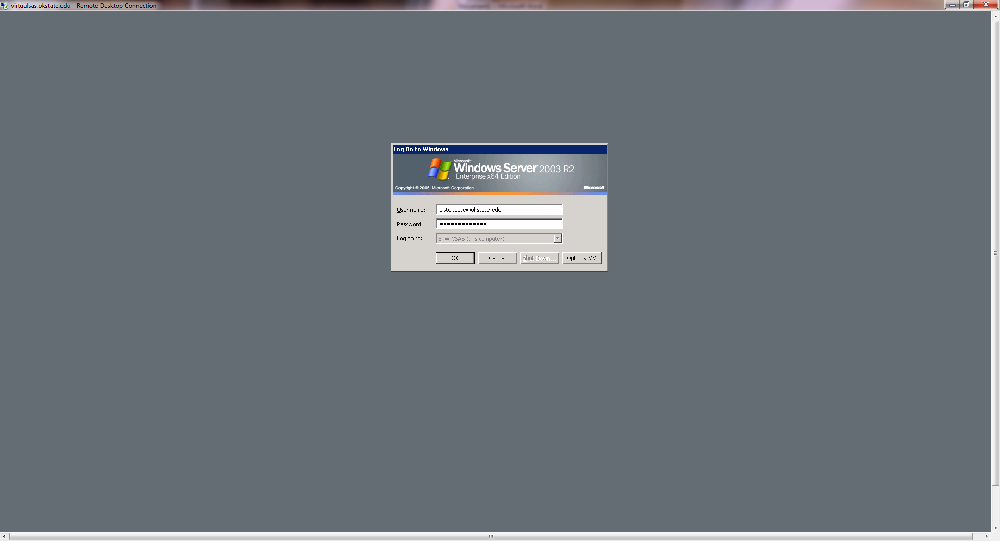 virtualsas.okstate.edu - Remote Desktop Connection
Log On to Windows
Microsoft
Windows Server 2003 R2
Enterprise x64 Edition
Copyright © 2005 Microsoft Corporation
Microsoft
User name: pistol.pete@okstate.edu
Password:
Log on to: STW-VSAS (this computer)
OK Cancel Shut Down... Options <<